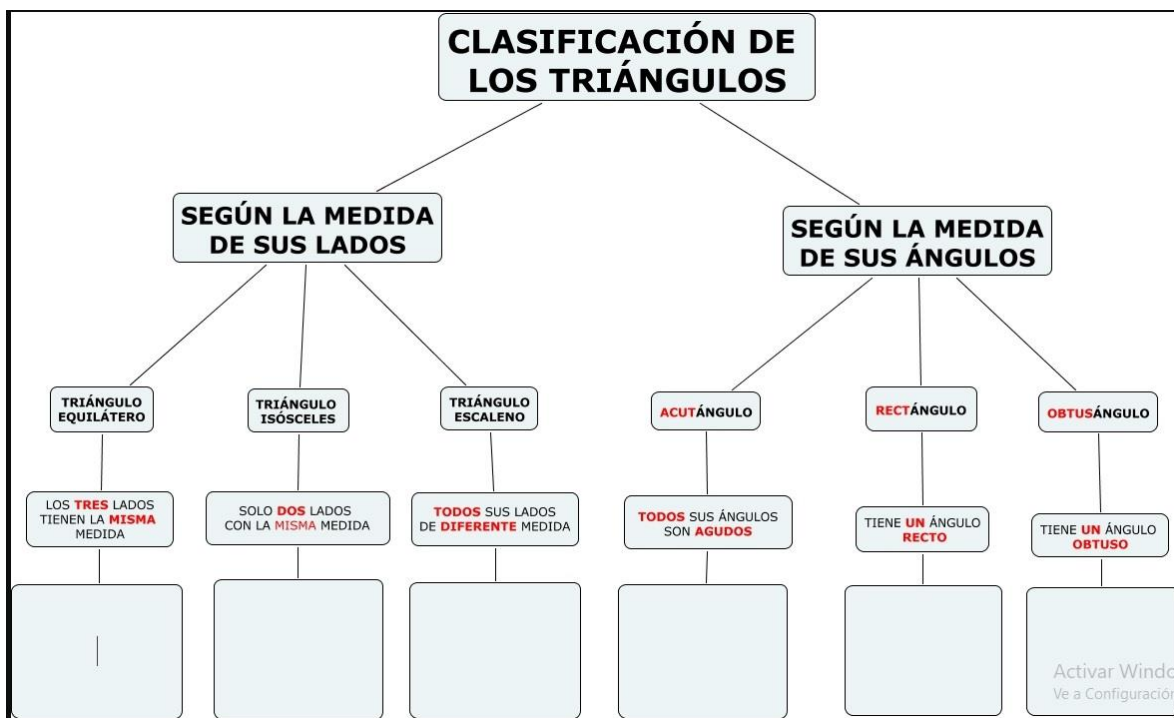 CLASIFICACIÓN DE
LOS TRIÁNGULOS
SEGÚN LA MEDIDA
DE SUS LADOS
SEGÚN LA MEDIDA
DE SUS ÁNGULOS
TRIÁNGULO
EQUILÁTERO
TRIÁNGULO
ISÓSCELES
TRIÁNGULO
ESCALENO
ACUTÁNGULO
RECTÁNGULO
OBTUSÁNGULO
LOS TRES LADOS
TIENEN LA MISMA
MEDIDA
SOLO DOS LADOS
CON LA MISMA MEDIDA
TODOS SUS LADOS
DE DIFERENTE MEDIDA
TODOS SUS ÁNGULOS
SON AGUDOS
TIENE UN ÁNGULO
RECTO
TIENE UN ÁNGULO
OBTUSO
Activar Windo
Ve a Configuración